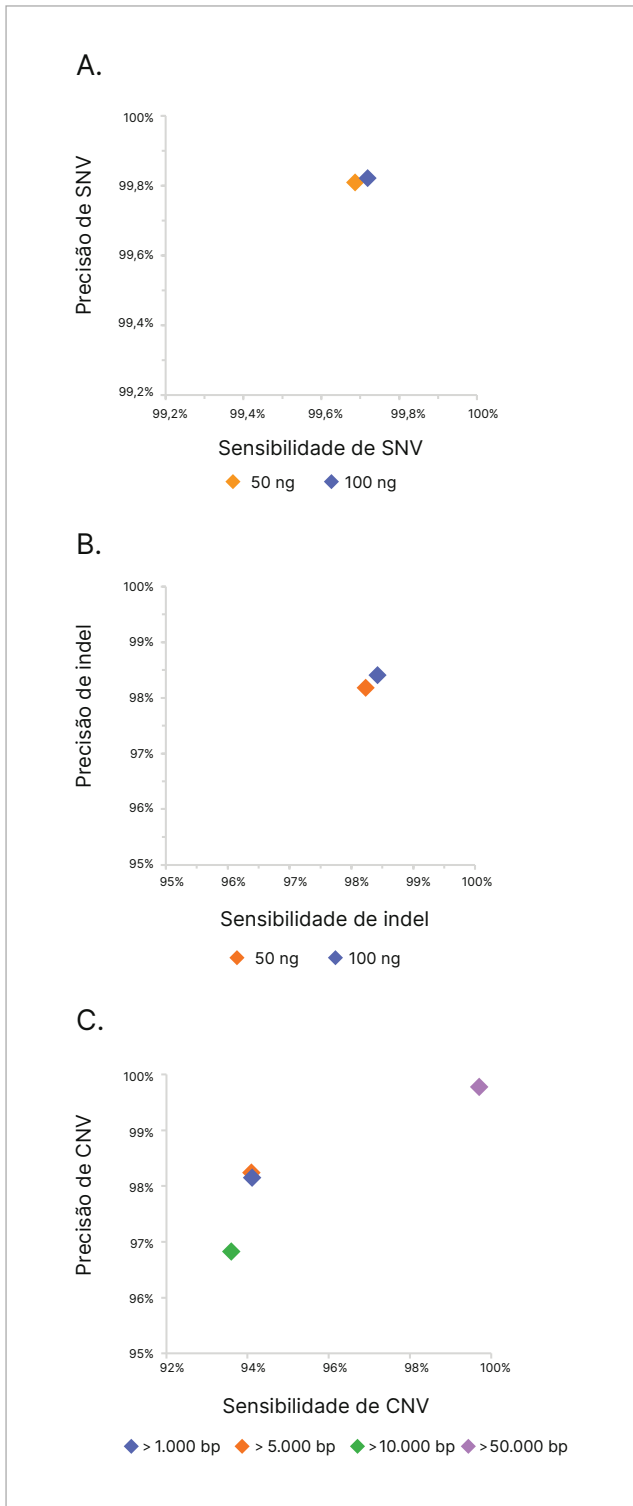 A.
Precisão de SNV
100%
99,8%
99,6%
99,4%
99,2%
99,2% 99,4% 99,6% 99,8% 100%
Sensibilidade de SNV
50 ng 100 ng
B.
Precisão de indel
100%
99%
98%
97%
96%
95%
95% 96% 97% 98% 99% 100%
Sensibilidade de indel
50 ng 100 ng
C.
Precisão de CNV
100%
99%
98%
97%
96%
95%
92% 94% 96% 98% 100%
Sensibilidade de CNV
> 1.000 bp > 5.000 bp >10.000 bp >50.000 bp